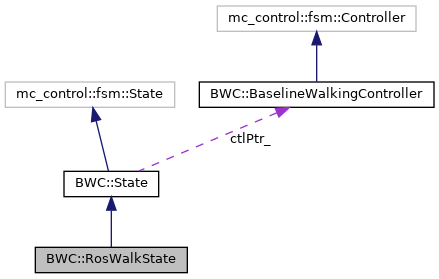 mc_control::fsm::Controller
mc_control::fsm::State
BWC::BaselineWalkingController
ctlPtr_
BWC::State
BWC::RosWalkState